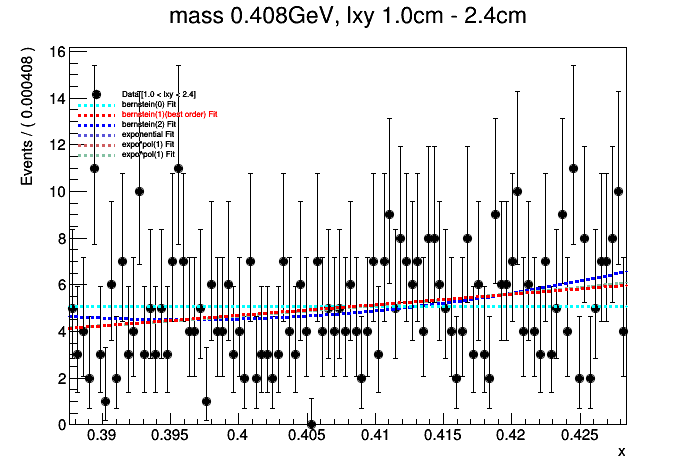 mass 0.408GeV, lxy 1.0cm - 2.4cm
Events / ( 0.000408 )
16
14
12
10
8
6
4
2
0
Data[[1.0 < lxy < 2.4]
bernstein(0) Fit
bernstein(1)(best order) Fit
bernstein(2) Fit
exponential Fit
expo*pol(1) Fit
expo*pol(1) Fit
0.39 0.395 0.4 0.405 0.41 0.415 0.42 0.425
x